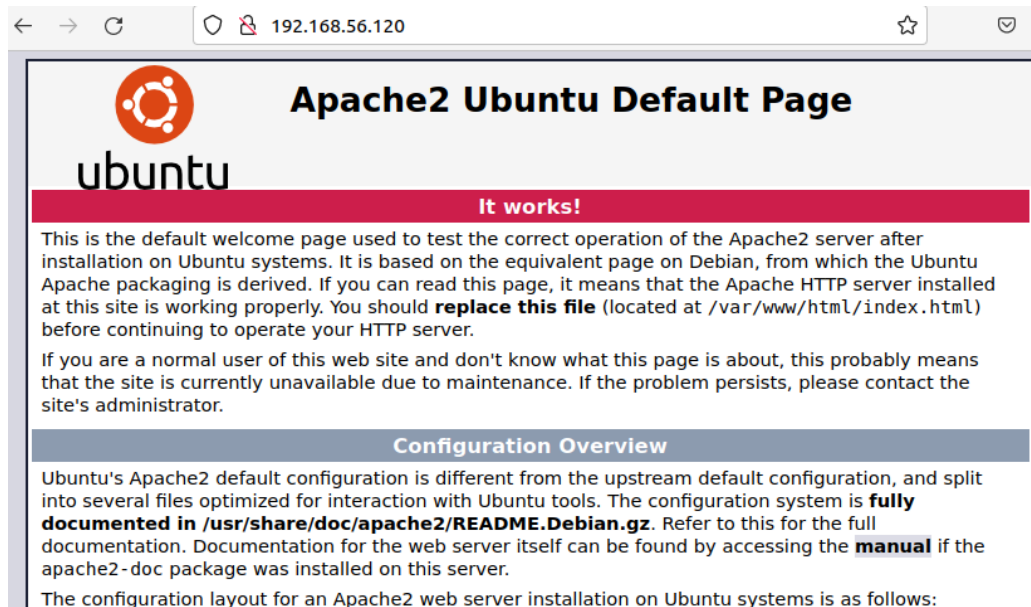 192.168.56.120
Apache2 Ubuntu Default Page
ubuntu
It works!
This is the default welcome page used to test the correct operation of the Apache2 server after
installation on Ubuntu systems. It is based on the equivalent page on Debian, from which the Ubuntu
Apache packaging is derived. If you can read this page, it means that the Apache HTTP server installed
at this site is working properly. You should replace this file (located at /var/www/html/index.html)
before continuing to operate your HTTP server.
If you are a normal user of this web site and don't know what this page is about, this probably means
that the site is currently unavailable due to maintenance. If the problem persists, please contact the
site's administrator.
Configuration Overview
Ubuntu's Apache2 default configuration is different from the upstream default configuration, and split
into several files optimized for interaction with Ubuntu tools. The configuration system is fully
documented in /usr/share/doc/apache2/README.Debian.gz. Refer to this for the full
documentation. Documentation for the web server itself can be found by accessing the manual if the
apache2-doc package was installed on this server.
The configuration layout for an Apache2 web server installation on Ubuntu systems is as follows: